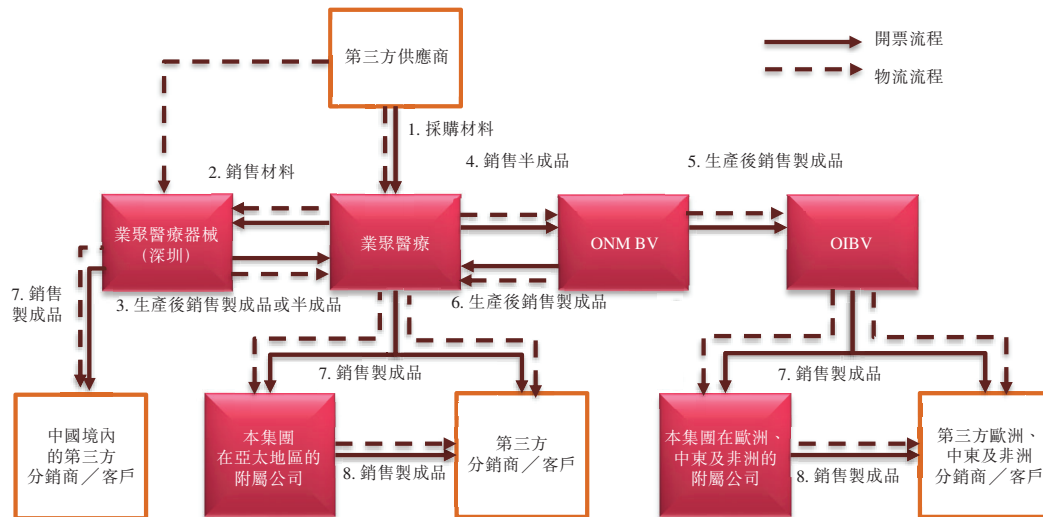 第三方供應商
開票流程
物流流程
1. 採購材料
2. 銷售材料
4. 銷售半成品
5. 生產後銷售製成品
業聚醫療器械
（深圳）
業聚醫療
ONM BV
OIBV
3. 生產後銷售製成品或半成品
6. 生產後銷售製成品
7. 銷售
製成品
7. 銷售製成品
7. 銷售製成品
中國境內
的第三方
分銷商／客戶
本集團
在亞太地區的
附屬公司
8. 銷售製成品
第三方
分銷商／客戶
本集團在歐洲、
中東及非洲的
附屬公司
8. 銷售製成品
第三方歐洲、
中東及非洲
分銷商／客戶